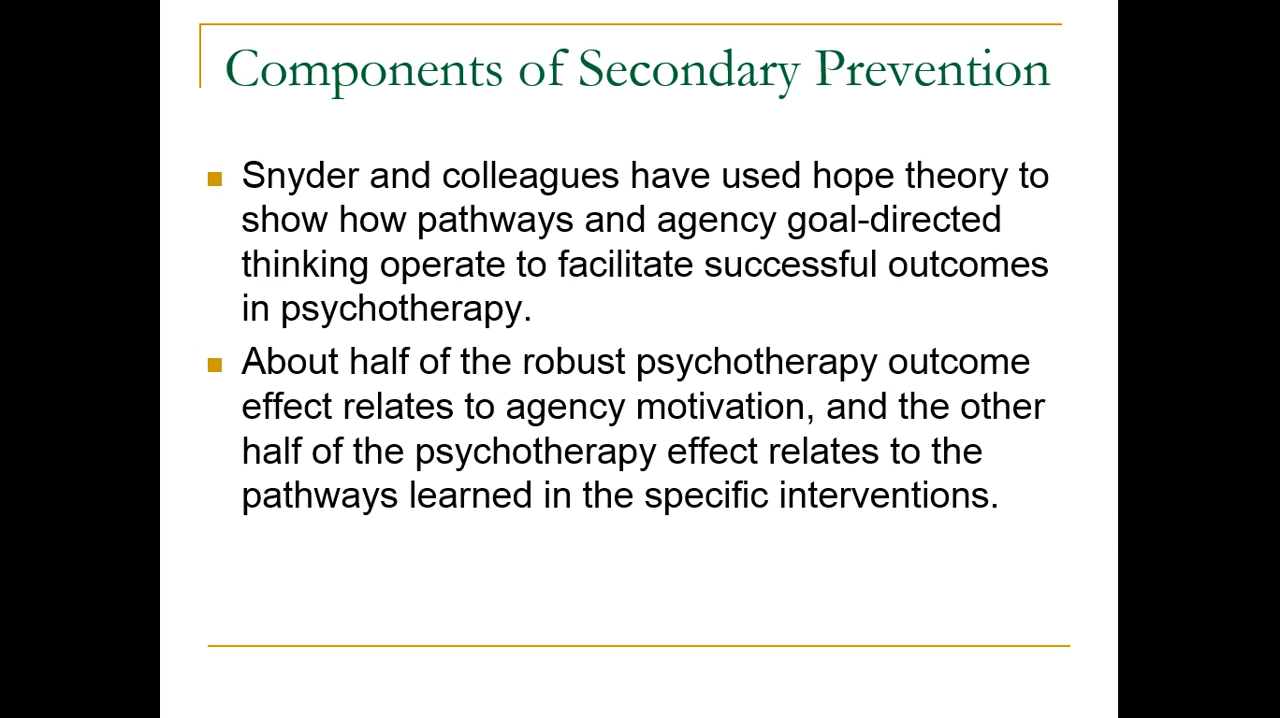 Components of Secondary Prevention
Snyder and colleagues have used hope theory to
show how pathways and agency goal-directed
thinking operate to facilitate successful outcomes
in psychotherapy.
About half of the robust psychotherapy outcome
effect relates to agency motivation, and the other
half of the psychotherapy effect relates to the
pathways learned in the specific interventions.